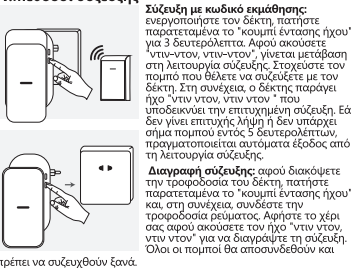 Σύζευξη με κωδικό εκμάθησης:
ενεργοποιήστε τον δέκτη, πατήστε
παρατεταμένα το "κουμπί έντασης ήχου"
για 3 δευτερόλεπτα. Αφού ακούσετε
"ντιν–ντον, ντιν–ντον", γίνεται μετάβαση
στη λειτουργία σύζευξης. Στοχεύστε τον
πομπό που θέλετε να συζεύξετε με τον
δέκτη. Στη συνέχεια, ο δέκτης παράγει
ήχο "ντιν ντον, ντιν ντον " που
υποδεικνύει την επιτυχημένη σύζευξη. Εά
δεν γίνει επιτυχής λήψη ή δεν υπάρχει
σήμα πομπού εντός 5 δευτερολέπτων,
πραγματοποιείται αυτόματα έξοδος από
τη λειτουργία σύζευξης.
Διαγραφή σύζευξης: αφού διακόψετε
την τροφοδοσία του δέκτη, πατήστε
παρατεταμένα το "κουμπί έντασης ήχου"
και, στη συνέχεια, συνδέστε την
τροφοδοσία ρεύματος. Αφήστε το χέρι
σας αφού ακούσετε τον ήχο "ντιν ντον,
ντιν ντον" για να διαγράψτε τη σύζευξη.
Όλοι οι πομποί θα αποσυνδεθούν και
πρέπει να συζευχθούν ξανά.